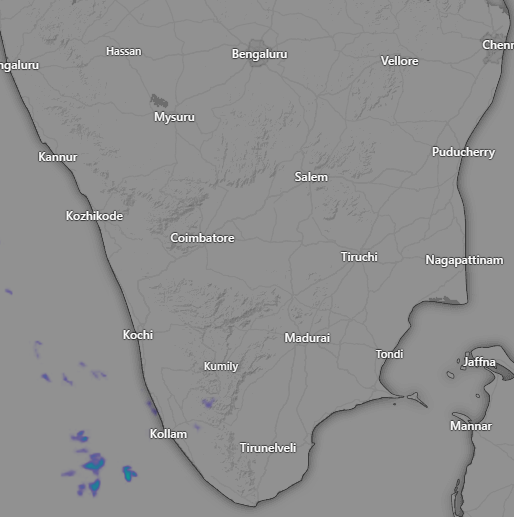 Hassan
Bengaluru
Chenn
ngaluru
Vellore
Mysuru
Kannur
Puducherry
Salem
Kozhikode
Coimbatore
Tiruchi
Nagapattinam
Kochi
Madurai
Tondi
Kumily
Jaffna
Kollam
Mannar
Tirunelveli